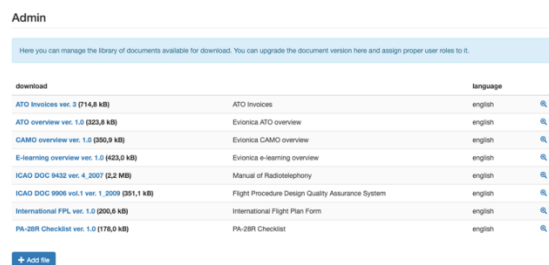 Admin
Here you can manage the library of documents available for download. You can upgrade the document version here and assign proper user roles to it.
download language
ATO Invoices ver. 3 (714,8 kB) ATO Invoices english
ATO overview ver. 1.0 (323,8 kB) Evionica ATO overview english
CAMO overview ver. 1.0 (350,9 kB) Evionica CAMO overview english
E-learning overview ver. 1.0 (423,0 kB) Evionica e-learning overview english
ICAO DOC 9432 ver. 4_2007 (2,2 MB) Manual of Radiotelephony english
ICAO DOC 9906 vol.1 ver. 1_2009 (351,1 kB) Flight Procedure Design Quality Assurance System english
International FPL ver. 1.0 (200,6 kB) International Flight Plan Form english
PA-28R Checklist ver. 1.0 (178,0 kB) PA-28R Checklist english
+ Add file